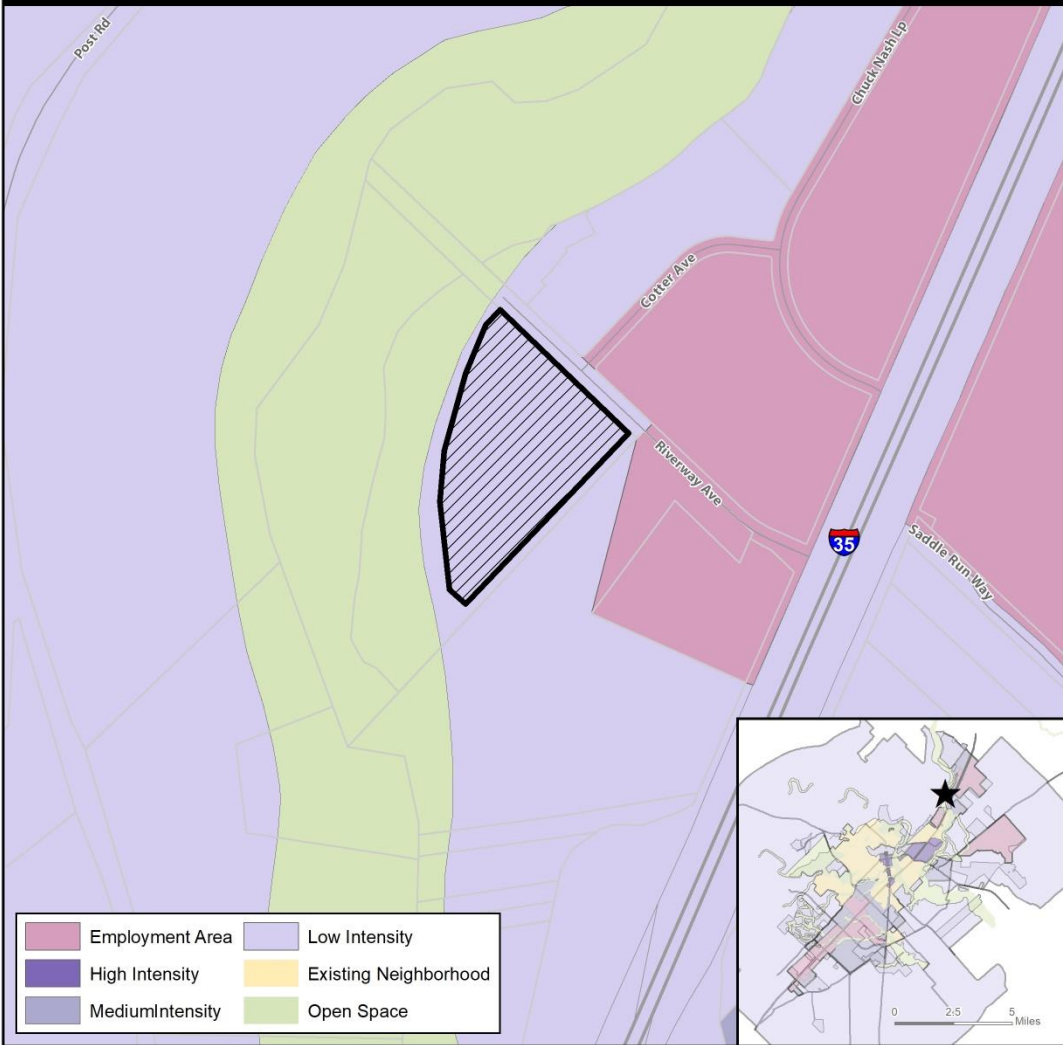 Post Rd
Chuck Nash Lp
Cotter Ave
Riverway Ave
35
Saddle Run Way
Employment Area
Low Intensity
High Intensity
Existing Neighborhood
MediumIntensity
Open Space
0 2.5 5
Miles